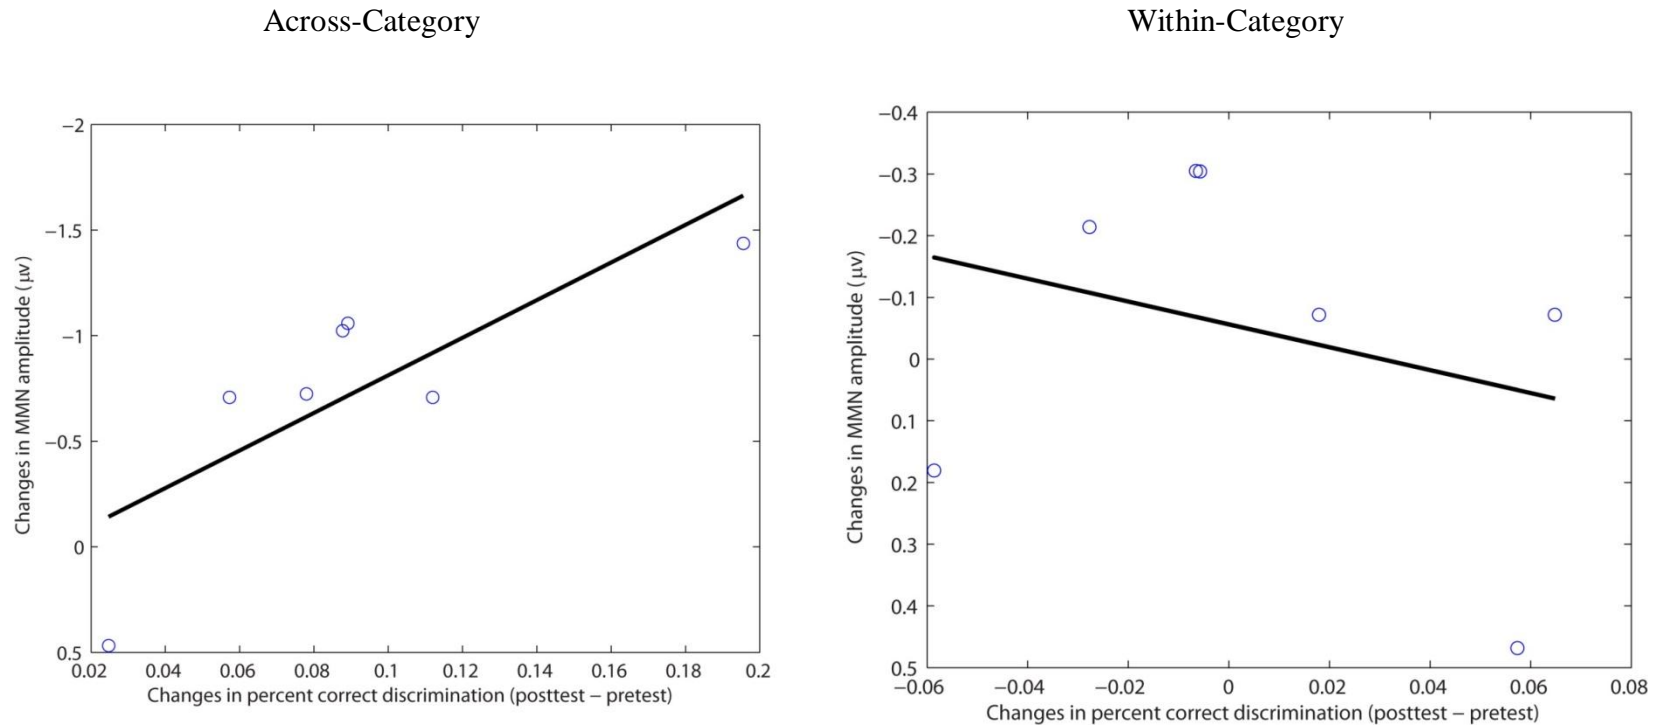 Across-Category
Within-Category
−2
−1.5
−1
−0.5
0
0.5
0.02 0.04 0.06 0.08 0.1 0.12 0.14 0.16 0.18 0.2
Changes in percent correct discrimination (posttest − pretest)
Changes in MMN amplitude (μv)
−0.4
−0.3
−0.2
−0.1
0
0.1
0.2
0.3
0.4
0.5
−0.06 −0.04 −0.02 0 0.02 0.04 0.06 0.08
Changes in percent correct discrimination (posttest − pretest)
Changes in MMN amplitude (μv)